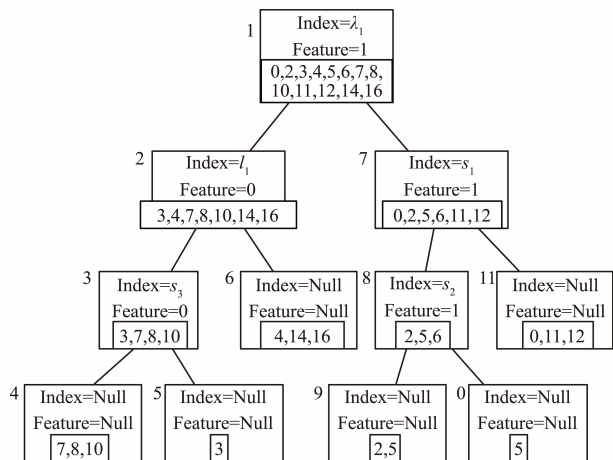 1
Index=λ₁
Feature=1
0,2,3,4,5,6,7,8,
10,11,12,14,16
2
Index=l₁
Feature=0
3,4,7,8,10,14,16
7
Index=s₁
Feature=1
0,2,5,6,11,12
3
Index=s₃
Feature=0
3,7,8,10
6
Index=Null
Feature=Null
4,14,16
8
Index=s₂
Feature=1
2,5,6
11
Index=Null
Feature=Null
0,11,12
4
Index=Null
Feature=Null
7,8,10
5
Index=Null
Feature=Null
3
9
Index=Null
Feature=Null
2,5
0
Index=Null
Feature=Null
5